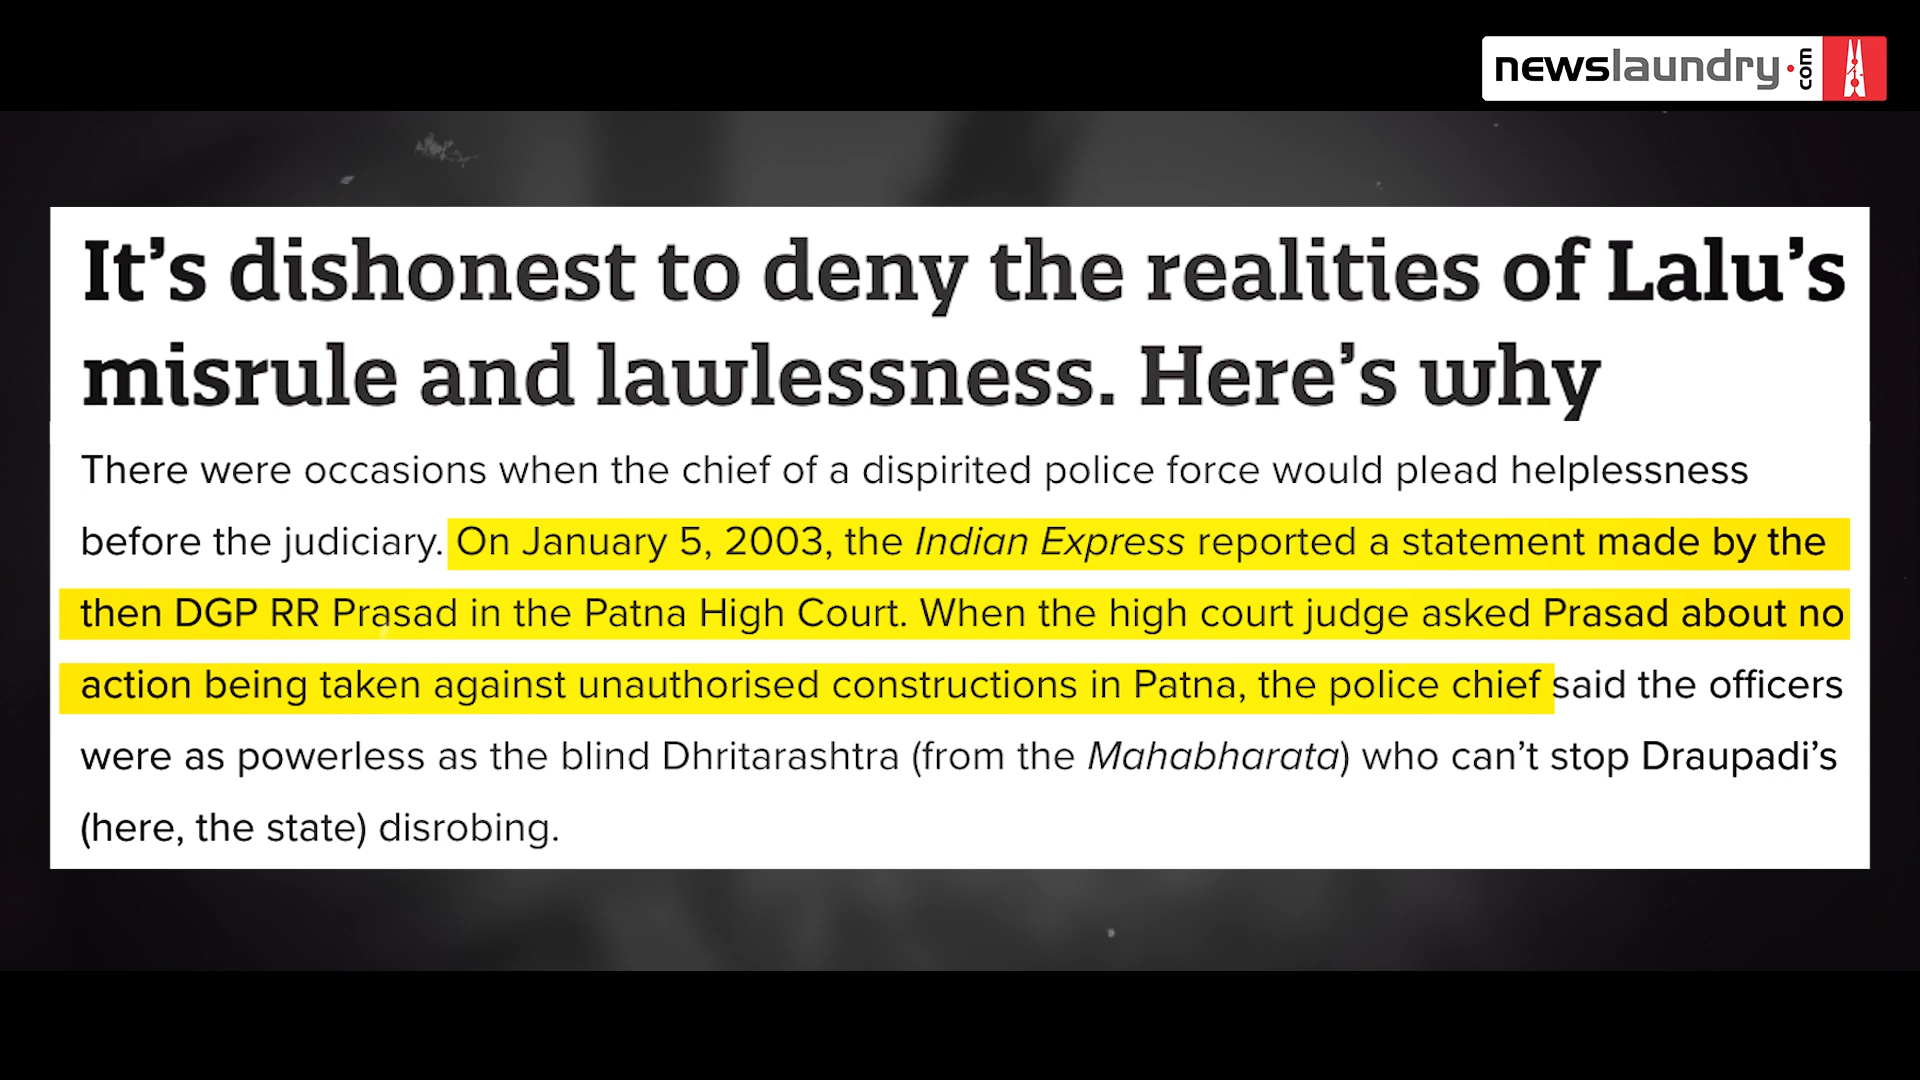 newslaundry.com
It's dishonest to deny the realities of Lalu's
misrule and lawlessness. Here's why
There were occasions when the chief of a dispirited police force would plead helplessness
before the judiciary. On January 5, 2003, the Indian Express reported a statement made by the
then DGP RR Prasad in the Patna High Court. When the high court judge asked Prasad about no
action being taken against unauthorised constructions in Patna, the police chief said the officers
were as powerless as the blind Dhritarashtra (from the Mahabharata) who can't stop Draupadi's
(here, the state) disrobing.